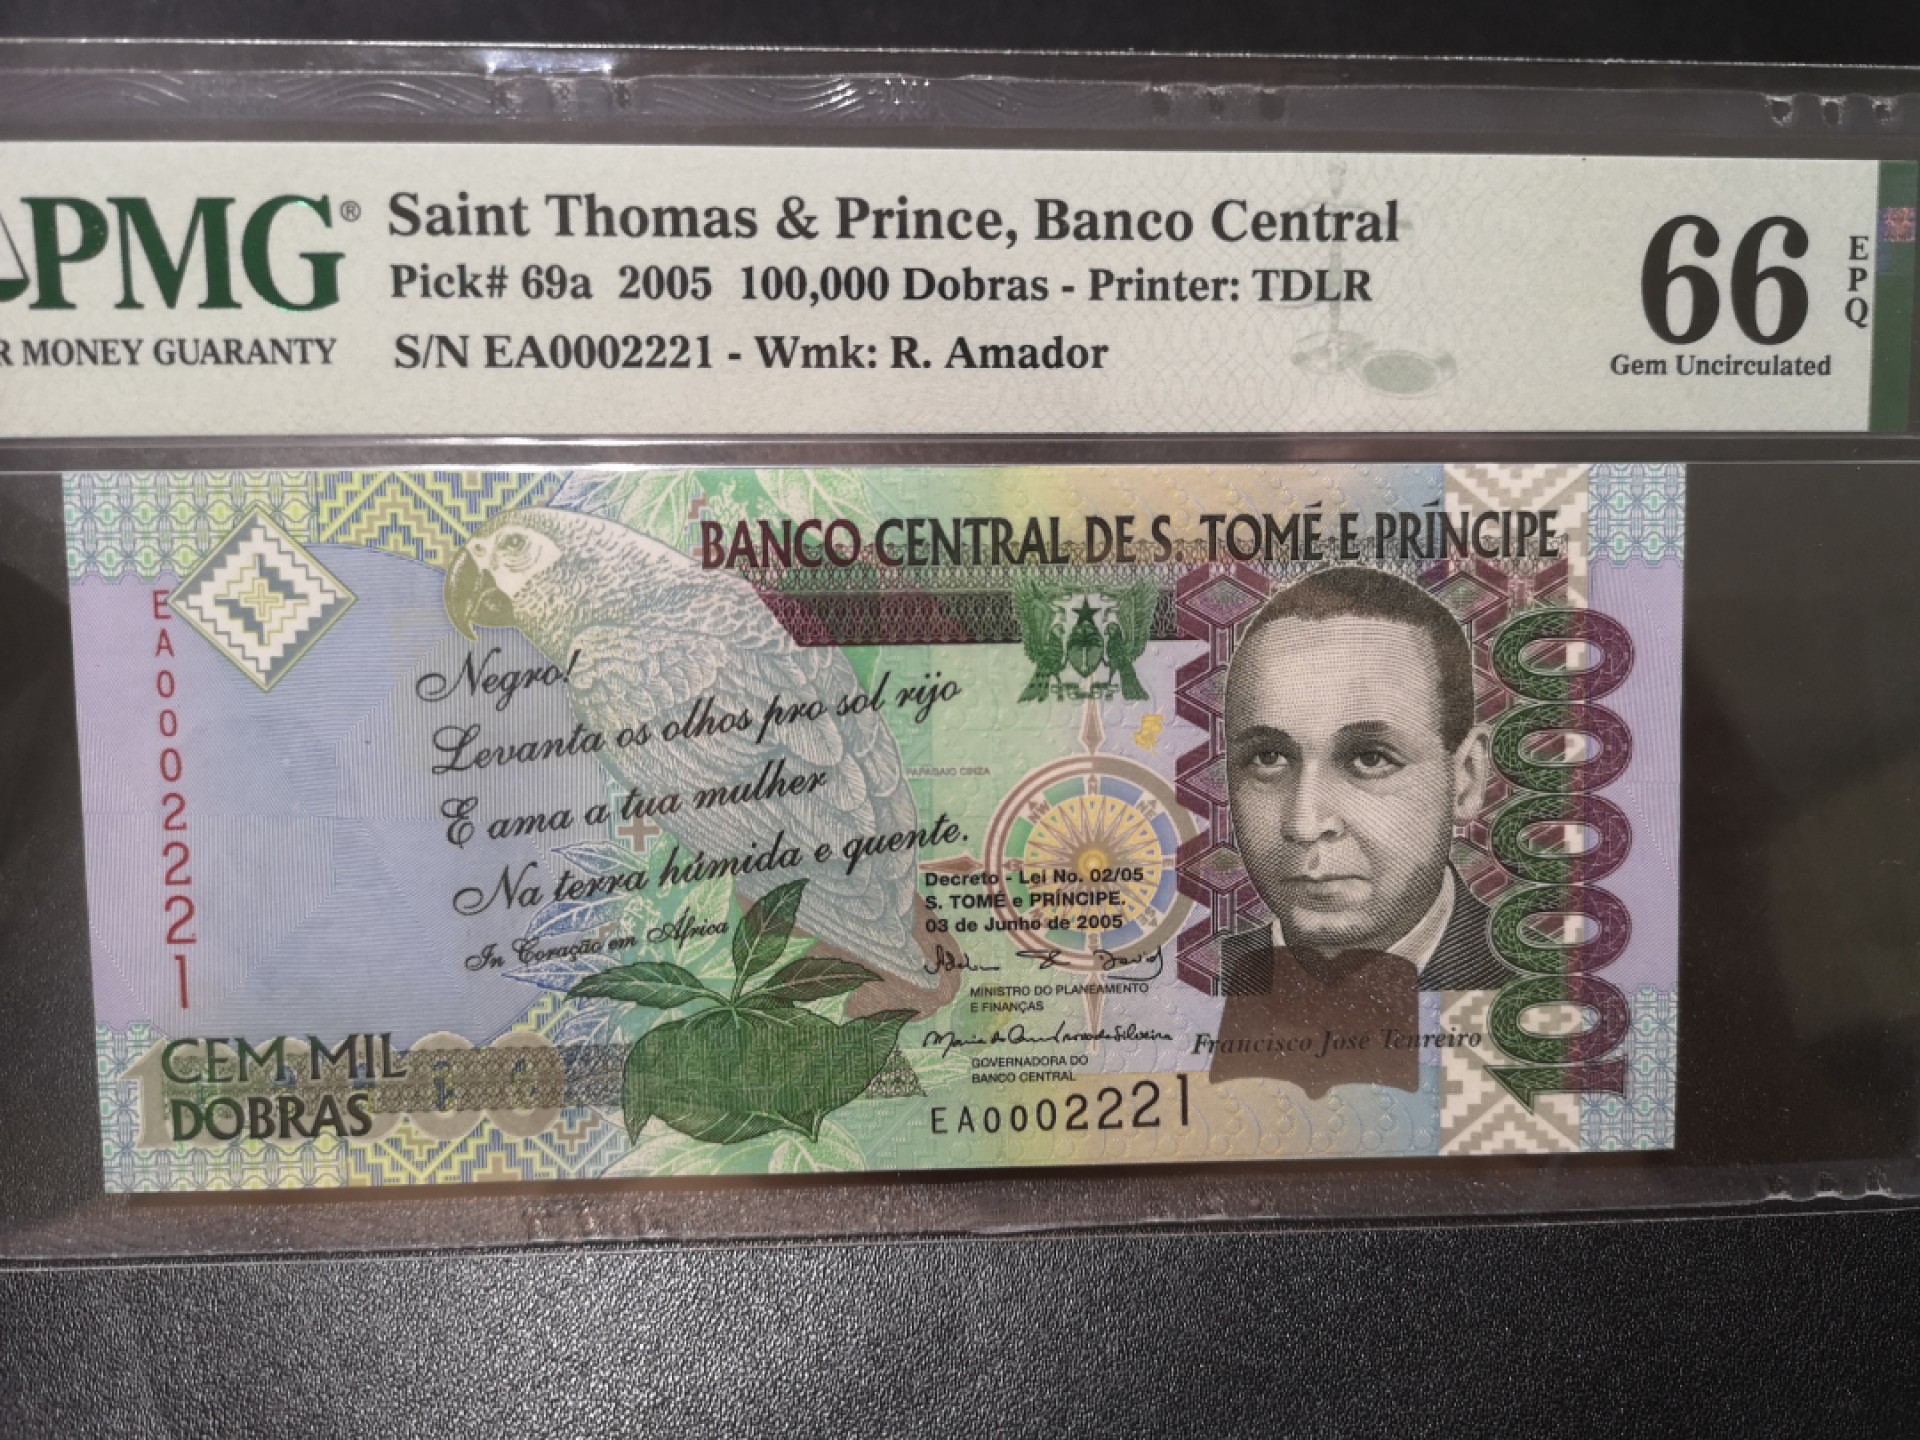 PMG®
R MONEY GUARANTY
Saint Thomas & Prince, Banco Central
Pick# 69a 2005 100,000 Dobras - Printer: TDLR
S/N EA0002221 - Wmk: R. Amador
66
EPQ
Gem Uncirculated
BANCO CENTRAL DE S. TOMÉ E PRÍNCIPE
EA0002221
Negro!
Levanta os olhos pro sol rijo
E ama a tua mulher
Na terra húmida e quente.
In Coração em África
PAPAGAIO CINZA
Decreto - Lei No. 02/05
S. TOMÉ e PRÍNCIPE.
03 de Junho de 2005
MINISTRO DO PLANEAMENTO
E FINANÇAS
GOVERNADORA DO
BANCO CENTRAL
Francisco José Tenreiro
100000
CEM MIL
DOBRAS
EA0002221